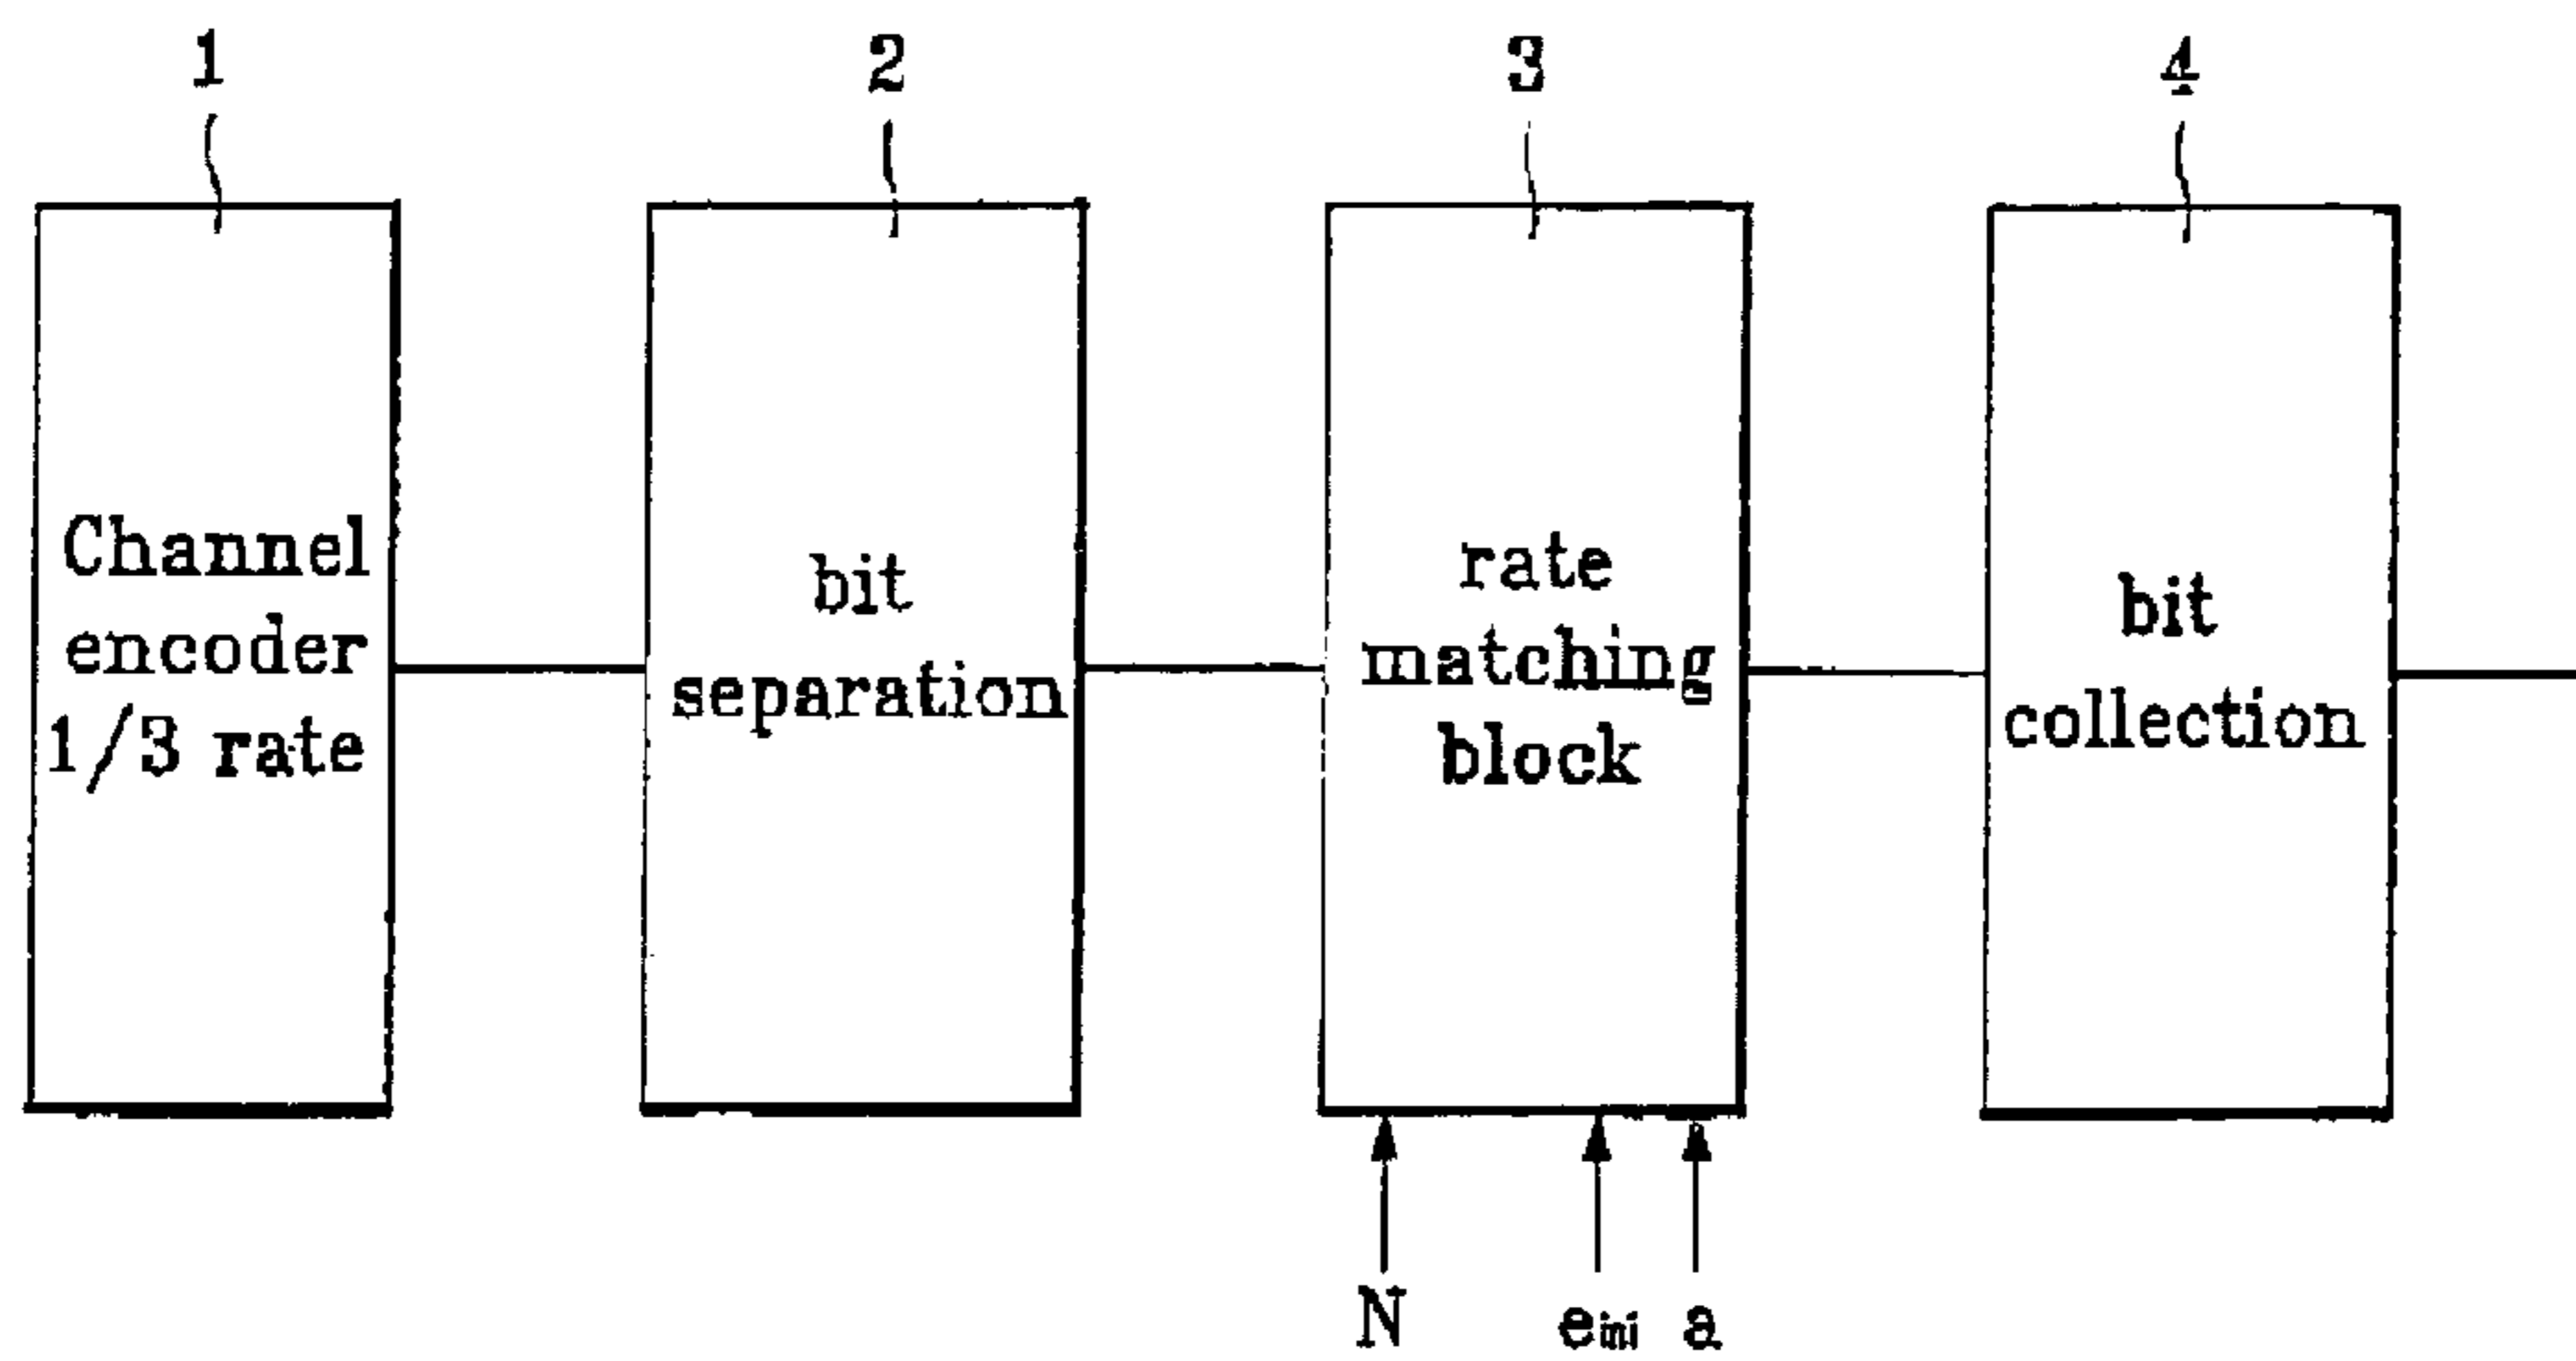 1
2
3
4
Channel
encoder
1/3 rate
bit
separation
rate
matching
block
bit
collection
N
eini
a